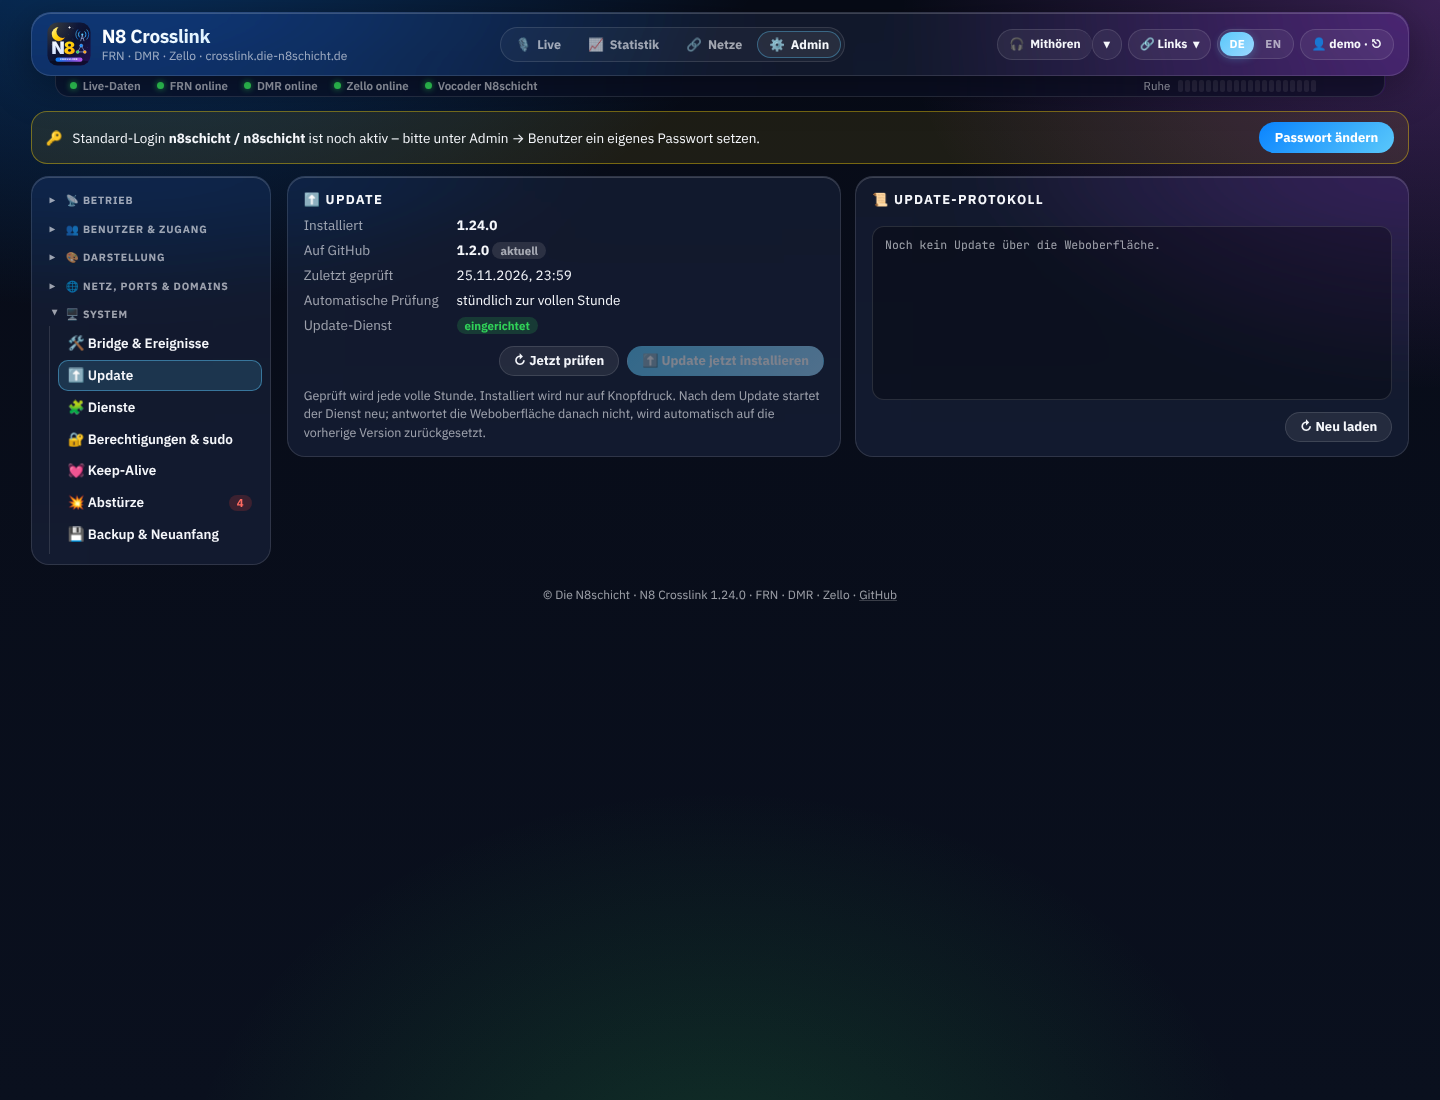 N8 Crosslink
FRN · DMR · Zello · crosslink.die-n8schicht.de
Live
Statistik
Netze
Admin
Mithören
Links
DE
EN
demo ·
Live-Daten
FRN online
DMR online
Zello online
Vocoder N8schicht
Ruhe
Standard-Login n8schicht / n8schicht ist noch aktiv – bitte unter Admin → Benutzer ein eigenes Passwort setzen.
Passwort ändern
BETRIEB
BENUTZER & ZUGANG
DARSTELLUNG
NETZ, PORTS & DOMAINS
SYSTEM
Bridge & Ereignisse
Update
Dienste
Berechtigungen & sudo
Keep-Alive
Abstürze 4
Backup & Neuanfang
UPDATE
Installiert 1.24.0
Auf GitHub 1.2.0 aktuell
Zuletzt geprüft 25.11.2026, 23:59
Automatische Prüfung stündlich zur vollen Stunde
Update-Dienst eingerichtet
Jetzt prüfen
Update jetzt installieren
Geprüft wird jede volle Stunde. Installiert wird nur auf Knopfdruck. Nach dem Update startet
der Dienst neu; antwortet die Weboberfläche danach nicht, wird automatisch auf die
vorherige Version zurückgesetzt.
UPDATE-PROTOKOLL
Noch kein Update über die Weboberfläche.
Neu laden
© Die N8schicht · N8 Crosslink 1.24.0 · FRN · DMR · Zello · GitHub